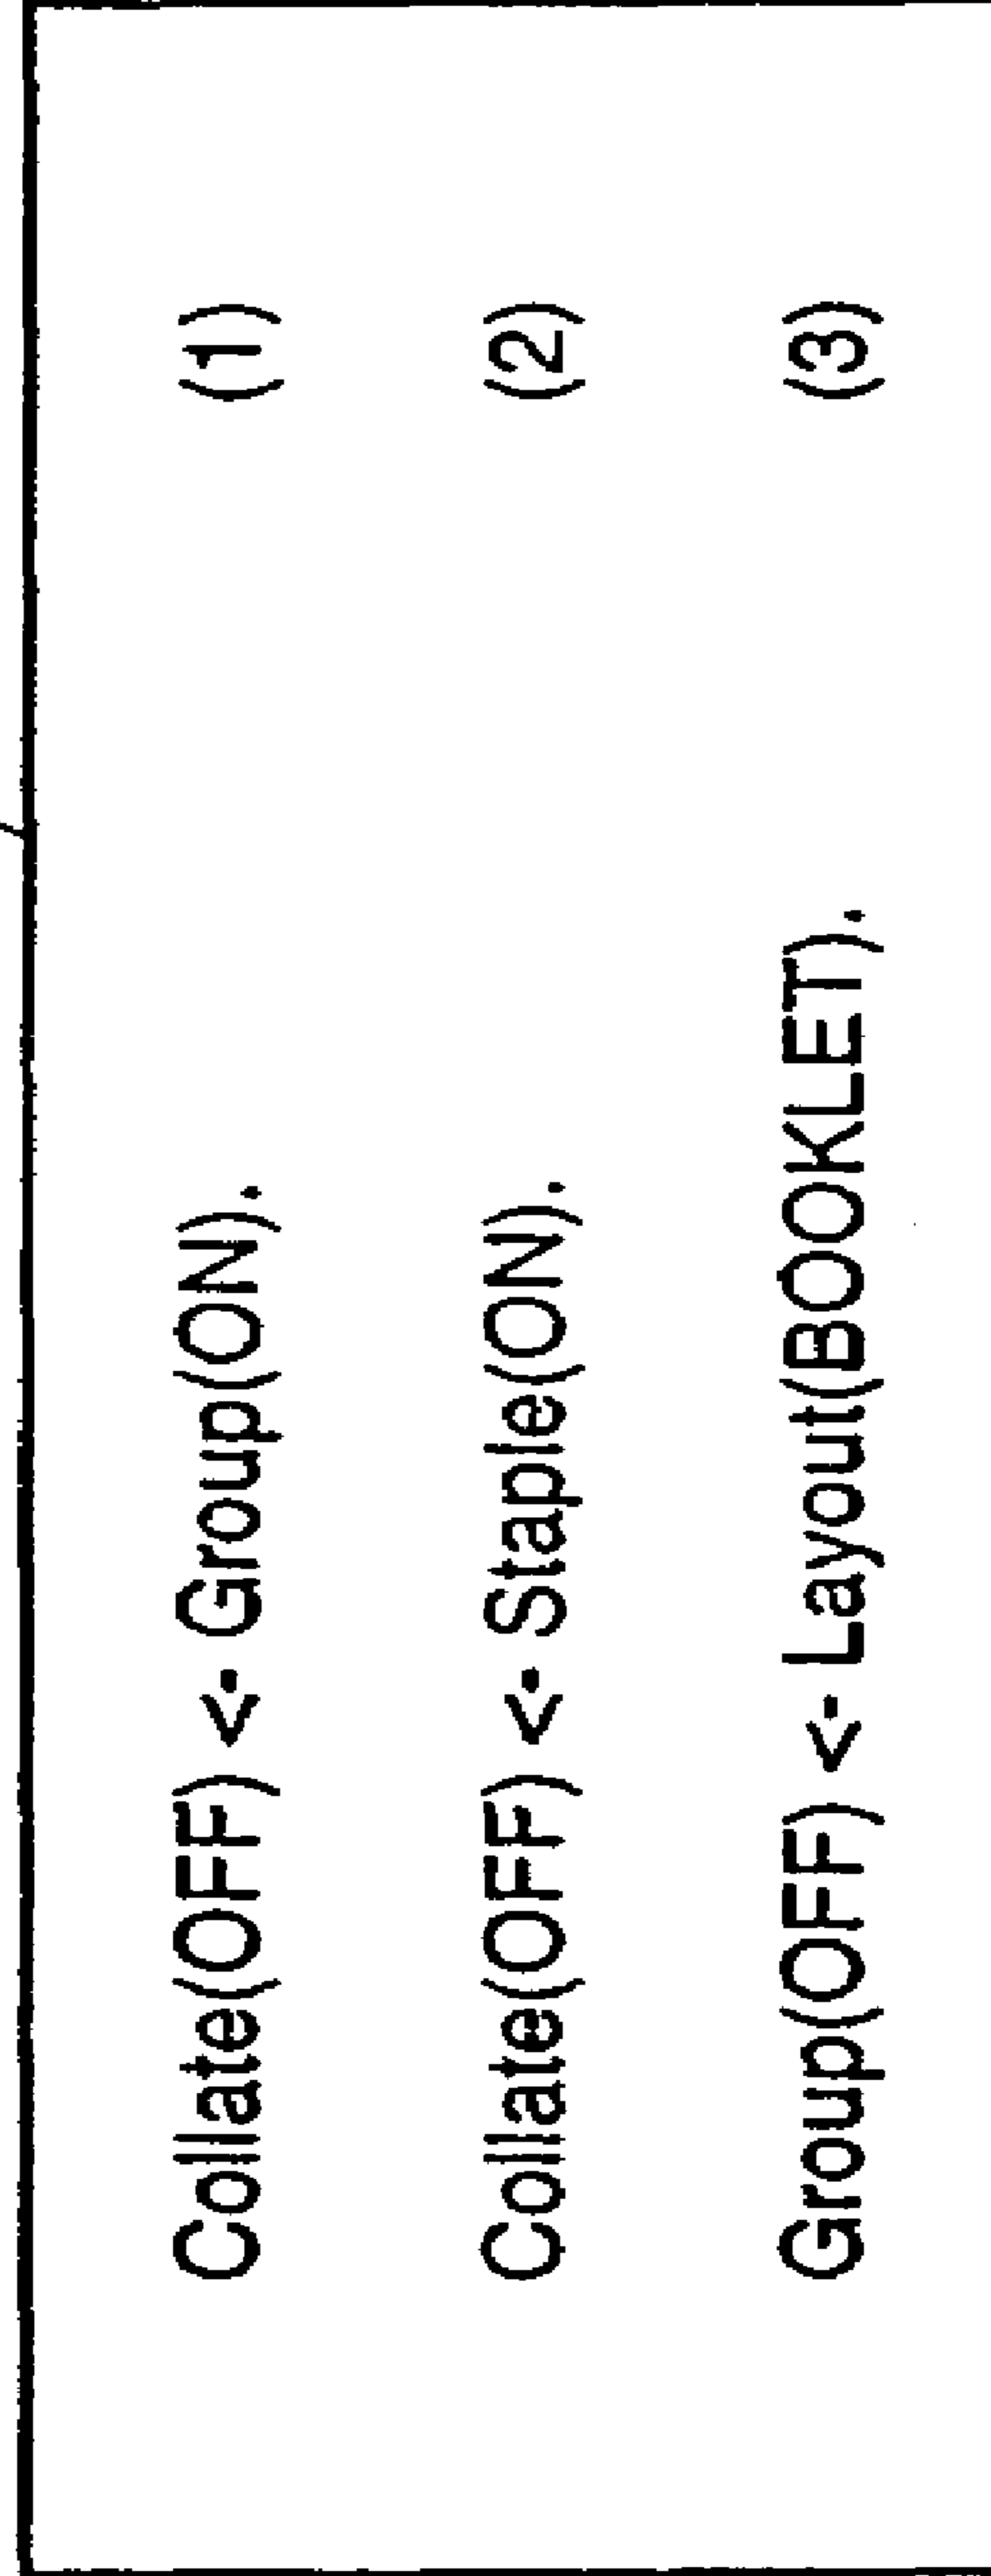 Collate(OFF) <- Group(ON). (1)
Collate(OFF) <- Staple(ON). (2)
Group(OFF) <- Layout(BOOKLET). (3)